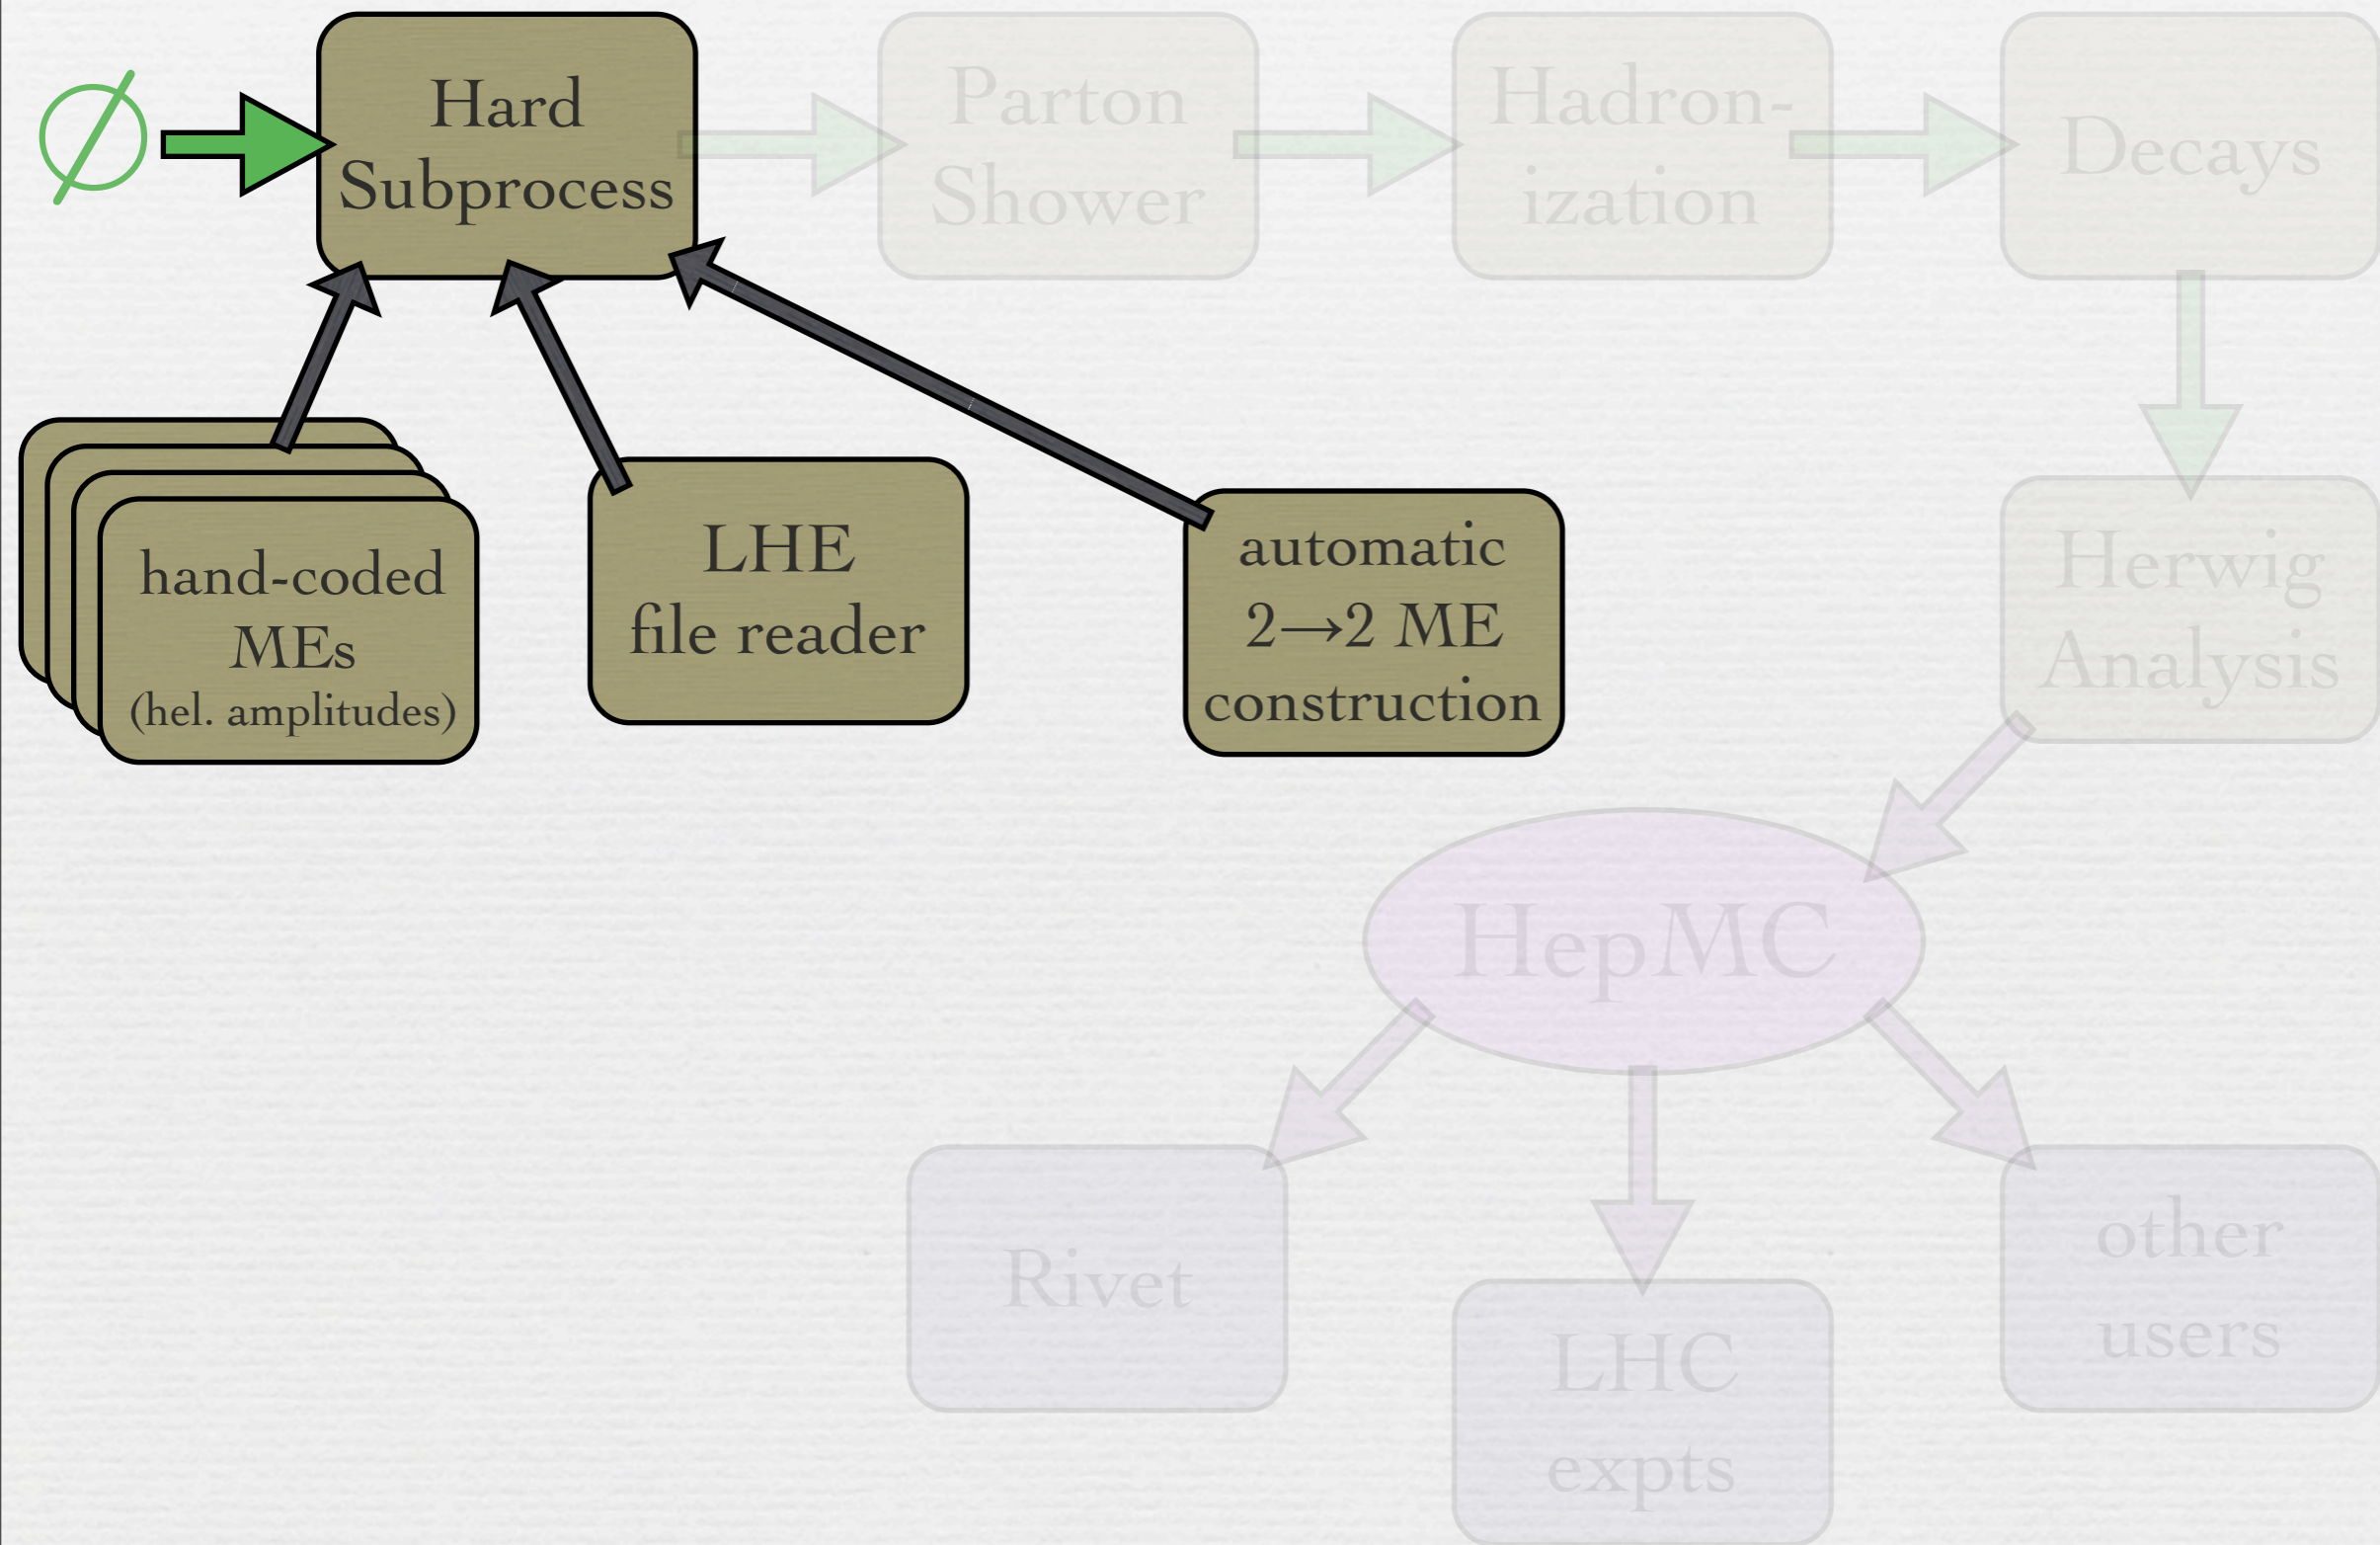 ∅
Hard
Subprocess
Parton
Shower
Hadron-
ization
Decays
hand-coded
MEs
(hel. amplitudes)
LHE
file reader
automatic
2→2 ME
construction
Herwig
Analysis
HepMC
Rivet
LHC
expts
other
users